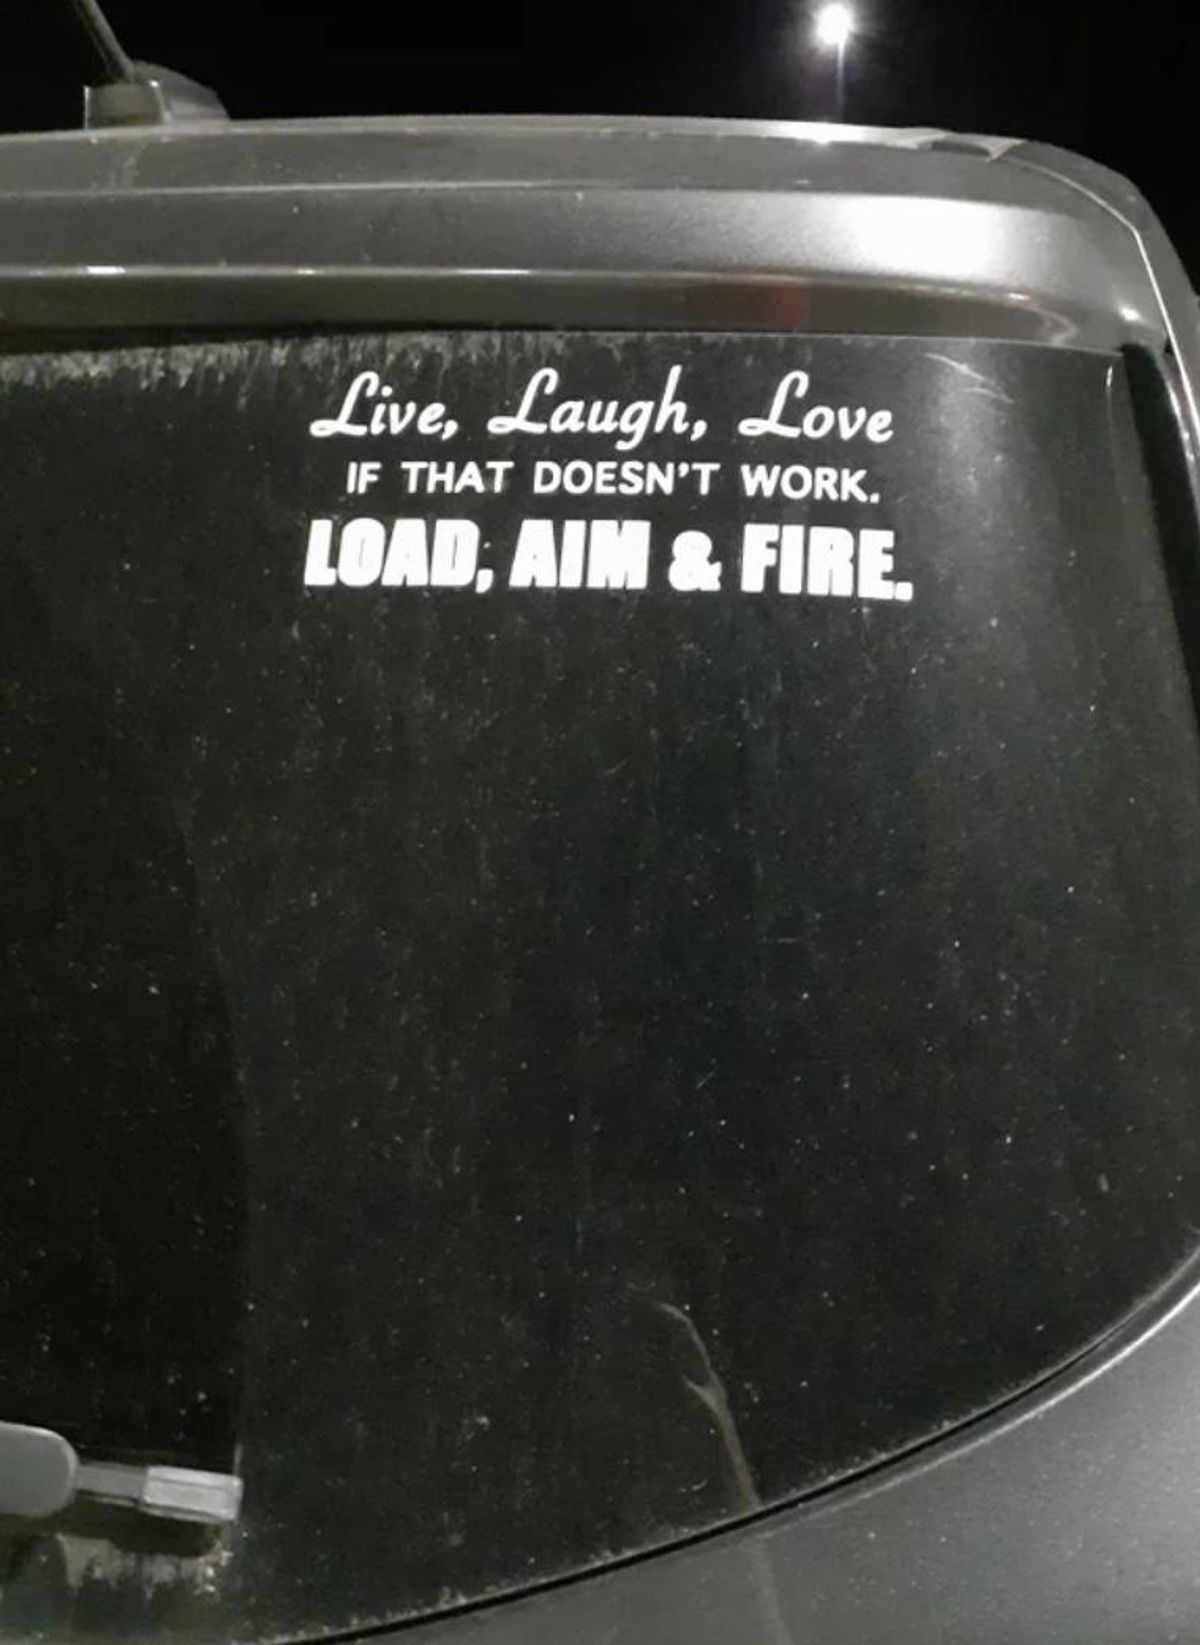 Live, Laugh, Love
IF THAT DOESN'T WORK.
LOAD, AIM & FIRE.